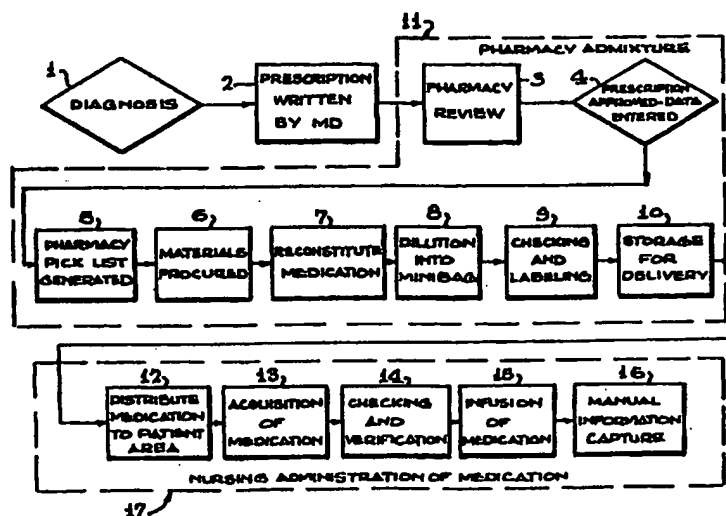 11
PHARMACY ADMIXTURE
1
DIAGNOSIS
2
PRESCRIPTION
WRITTEN
BY MD
3
PHARMACY
REVIEW
4
PRESCRIPTION
APPROVED-DATA
ENTERED
5
PHARMACY
PICK LIST
GENERATED
6
MATERIALS
PROCURED
7
RECONSTITUTE
MEDICATION
8
DILUTION
INTO
MINIBAG
9
CHECKING
AND
LABELING
10
STORAGE
FOR
DELIVERY
12
DISTRIBUTE
MEDICATION
TO PATIENT
AREA
13
ACQUISITION
OF
MEDICATION
14
CHECKING
AND
VERIFICATION
15
INFUSION
OF
MEDICATION
16
MANUAL
INFORMATION
CAPTURE
NURSING ADMINISTRATION OF MEDICATION
17